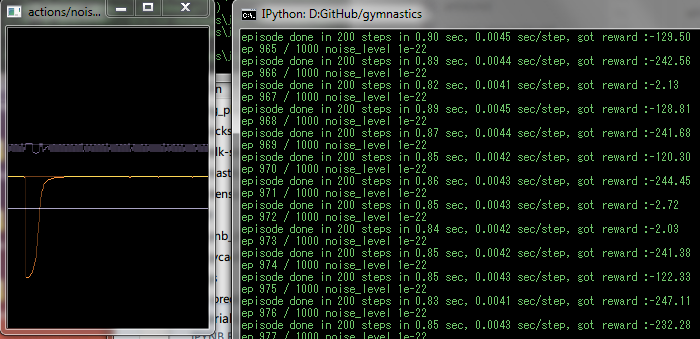 actions/nois...
IPython: D:GitHub/gymnastics
episode done in 200 steps in 0.90 sec, 0.0045 sec/step, got reward :-129.50
ep 965 / 1000 noise_level 1e-22
episode done in 200 steps in 0.89 sec, 0.0044 sec/step, got reward :-242.56
ep 966 / 1000 noise_level 1e-22
episode done in 200 steps in 0.82 sec, 0.0041 sec/step, got reward :-2.13
ep 967 / 1000 noise_level 1e-22
episode done in 200 steps in 0.89 sec, 0.0045 sec/step, got reward :-128.81
ep 968 / 1000 noise_level 1e-22
episode done in 200 steps in 0.87 sec, 0.0044 sec/step, got reward :-241.68
ep 969 / 1000 noise_level 1e-22
episode done in 200 steps in 0.85 sec, 0.0042 sec/step, got reward :-120.30
ep 970 / 1000 noise_level 1e-22
episode done in 200 steps in 0.86 sec, 0.0043 sec/step, got reward :-244.45
ep 971 / 1000 noise_level 1e-22
episode done in 200 steps in 0.85 sec, 0.0043 sec/step, got reward :-2.72
ep 972 / 1000 noise_level 1e-22
episode done in 200 steps in 0.84 sec, 0.0042 sec/step, got reward :-2.03
ep 973 / 1000 noise_level 1e-22
episode done in 200 steps in 0.85 sec, 0.0042 sec/step, got reward :-241.38
ep 974 / 1000 noise_level 1e-22
episode done in 200 steps in 0.85 sec, 0.0043 sec/step, got reward :-122.33
ep 975 / 1000 noise_level 1e-22
episode done in 200 steps in 0.83 sec, 0.0041 sec/step, got reward :-247.11
ep 976 / 1000 noise_level 1e-22
episode done in 200 steps in 0.85 sec, 0.0043 sec/step, got reward :-232.28
ep 977 / 1000 noise_level 1e-22